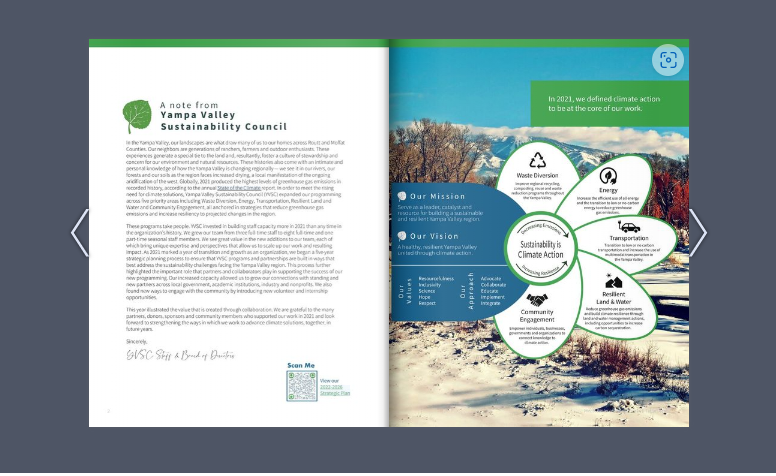 A note from
Yampa Valley
Sustainability Council
In the Yampa Valley, our landscapes are what draw many of us to our homes across Routt and Moffat
Counties. Our neighbors are generations of ranchers, farmers and outdoor enthusiasts. These
experiences generate a special tie to the land and, resultantly, foster a culture of stewardship and
concern for our environment and natural resources. These histories also come with an intimate and
personal knowledge of how the Yampa Valley is changing regionally— we see it in our rivers, our
forests and our soils as the region faces increased drying, a local manifestation of the ongoing
aridification of the west. Globally, 2021 produced the highest levels of greenhouse gas emissions in
recorded history, according to the annual State of the Climate report. In order to meet the rising
need for climate solutions, Yampa Valley Sustainability Council (YVSC) expanded our programming
across five priority areas including Waste Diversion, Energy, Transportation, Resilient Land and
Water and Community Engagement, all anchored in strategies that reduce greenhouse gas
emissions and increase resiliency to projected changes in the region.
These programs take people. YVSC invested in building staff capacity more in 2021 than any time in
the organization's history. We grew our team from three full-time staff to eight full-time and one
part-time seasonal staff members. We see great value in the new additions to our team, each of
which bring unique expertise and perspectives that allow us to scale up our work and resulting
impact. As 2021 marked a year of transition and growth as an organization, we began a five year
strategic planning process to ensure that YVSC programs and partnerships are built in ways that
best address the sustainability challenges facing the Yampa Valley region. This process further
highlighted the important role that partners and collaborators play in supporting the success of our
new programming. Our increased capacity allowed us to grow our connections with standing and
new partners across local government, academic institutions, industry and nonprofits. We also
found new ways to engage with the community by introducing new volunteer and internship
opportunities.
This year illustrated the value that is created through collaboration. We are grateful to the many
partners, donors, sponsors and community members who supported our work in 2021 and look
forward to strengthening the ways in which we work to advance climate solutions, together, in
future years.
Sincerely,
YVSC Staff & Board of Directors
Scan Me
View our
2022-2026
Strategic Plan
In 2021, we defined climate action
to be at the core of our work.
Our Mission
Serve as a leader, catalyst and
resource for building a sustainable
and resilient Yampa Valley region.
Our Vision
A healthy, resilient Yampa Valley
united through climate action.
Our Values
Resourcefulness
Inclusivity
Science
Hope
Respect
Our Approach
Advocate
Collaborate
Educate
Implement
Integrate
Waste Diversion
Improve regional recycling,
composting, reuse and waste
reduction programs throughout
the Yampa Valley.
Energy
Increase the efficient use of all energy
and the transition to low or no carbon
energy to reduce greenhouse
gas emissions.
Transportation
Transition to low or no carbon
transportation and increase the use of
multimodal transportation in
the Yampa Valley.
Resilient
Land & Water
Reduce greenhouse gas emissions
and build climate resilience through
land and water management actions,
including opportunities to increase
carbon sequestration.
Community
Engagement
Empower individuals, businesses,
governments and organizations to
convert knowledge to
climate action.
Decreasing Emissions
Sustainability is
Climate Action
Increasing Resilience